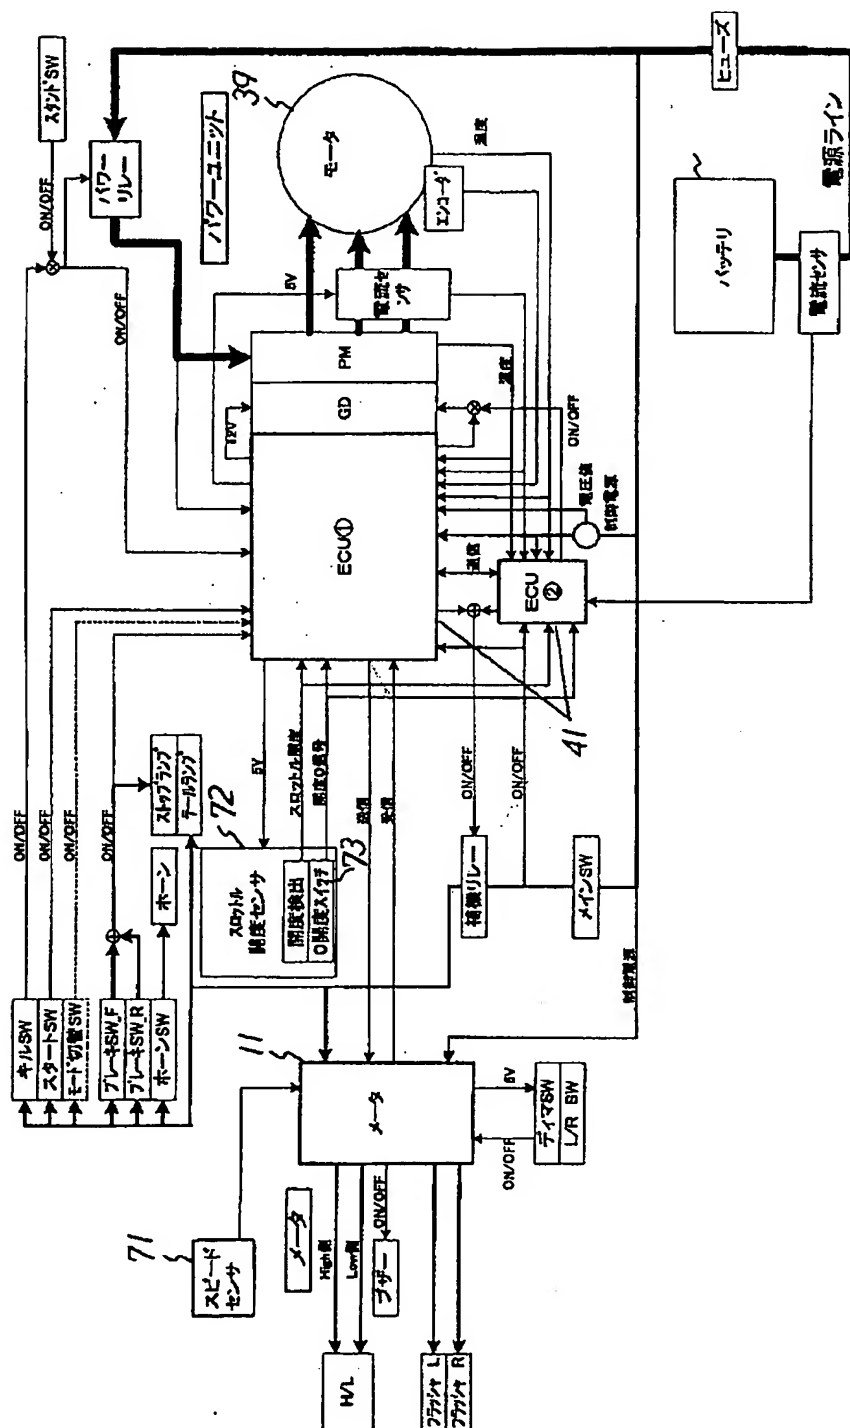 スタンドSW
ON/OFF
パワー
リレー
ON/OFF
パワーユニット
39
モータ
エンコーダ
温度
ヒューズ
電源ライン
バッテリ
電流センサ
5V
電流セ
ンサ
PM
GD
12V
ECU①
温度
ON/OFF
電圧値
制御電源
通信
ECU
②
41
ON/OFF
ON/OFF
ON/OFF
ON/OFF
ストップランプ
テールランプ
ホーン
5V
スロットル開度
開度0信号
送信
受信
72
スロットル
開度センサ
開度検出
0開度スイッチ
73
ON/OFF
補機リレー
ON/OFF
メインSW
制御電源
キルSW
スタートSW
モード切替SW
ブレーキSW_F
ブレーキSW_R
ホーンSW
11
メータ
5V
ON/OFF
ディマSW
L/R SW
71
スピード
センサ
メータ
High側
Low側
ON/OFF
ブザー
H/L
フラッシャ L
フラッシャ R